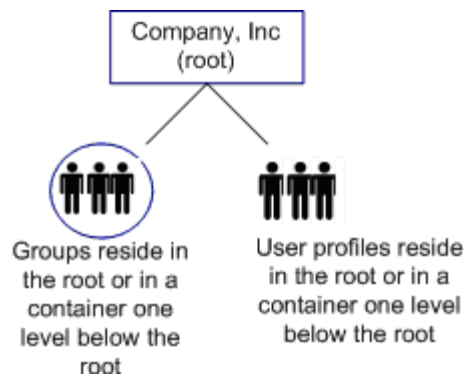 Company, Inc
(root)
Groups reside in
the root or in a
container one
level below the
root
User profiles reside
in the root or in a
container one level
below the root